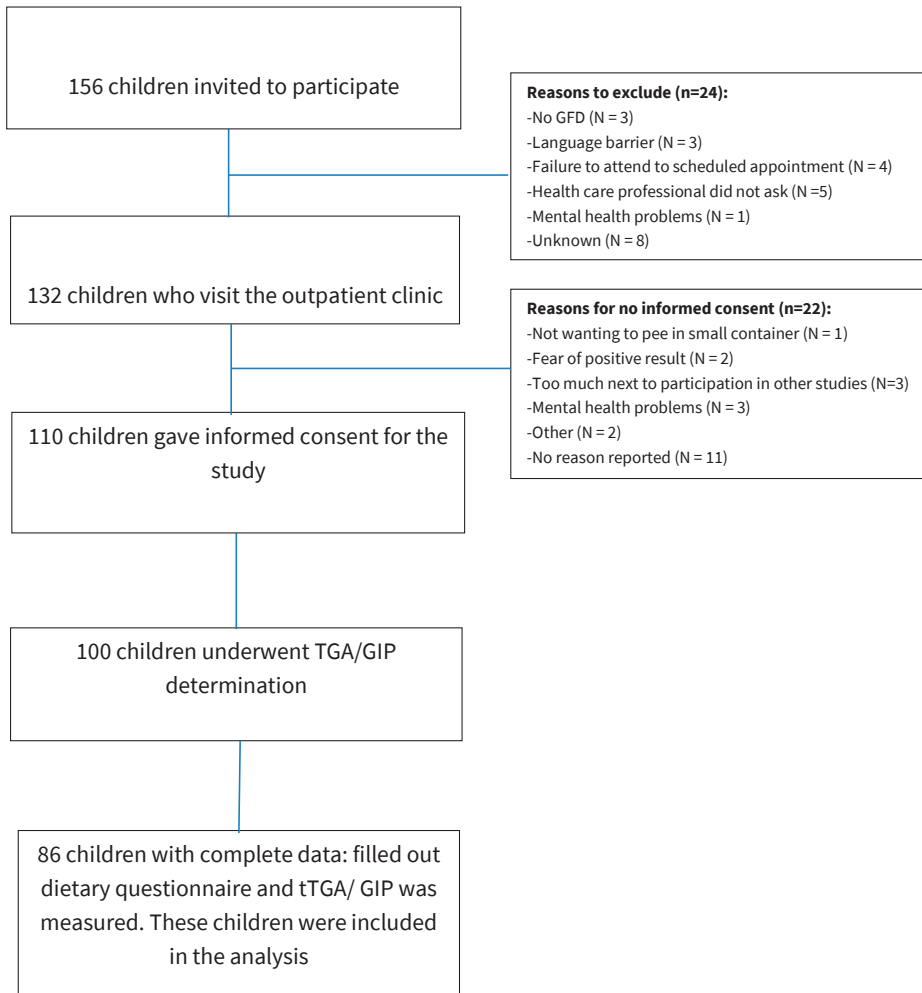 156 children invited to participate
Reasons to exclude (n=24):
-No GFD (N = 3)
-Language barrier (N = 3)
-Failure to attend to scheduled appointment (N = 4)
-Health care professional did not ask (N =5)
-Mental health problems (N = 1)
-Unknown (N = 8)
132 children who visit the outpatient clinic
Reasons for no informed consent (n=22):
-Not wanting to pee in small container (N = 1)
-Fear of positive result (N = 2)
-Too much next to participation in other studies (N=3)
-Mental health problems (N = 3)
-Other (N = 2)
-No reason reported (N = 11)
110 children gave informed consent for the
study
100 children underwent TGA/GIP
determination
86 children with complete data: filled out
dietary questionnaire and tTGA/ GIP was
measured. These children were included
in the analysis